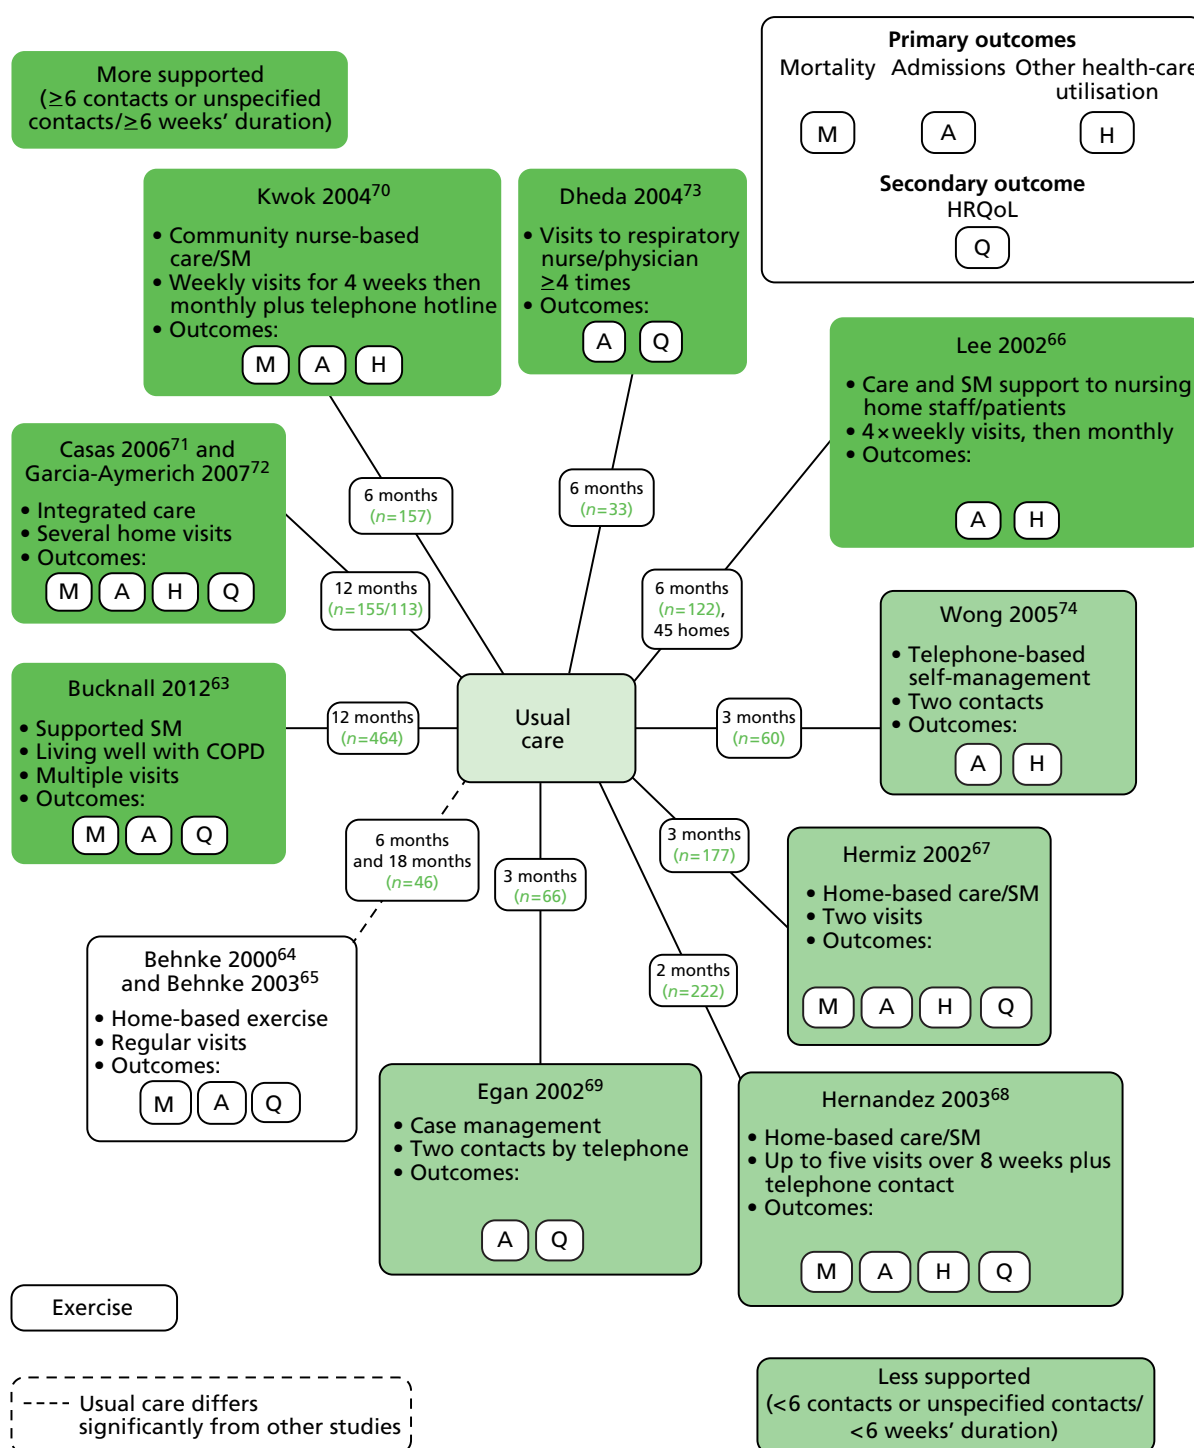 More supported
(≥6 contacts or unspecified
contacts/≥6 weeks' duration)
Primary outcomes
Mortality Admissions Other health-care
utilisation
M A H
Secondary outcome
HRQoL
Q
Kwok 2004⁷⁰
• Community nurse-based
care/SM
• Weekly visits for 4 weeks then
monthly plus telephone hotline
• Outcomes:
M A H
Dheda 2004⁷³
• Visits to respiratory
nurse/physician
≥4 times
• Outcomes:
A Q
Lee 2002⁶⁶
• Care and SM support to nursing
home staff/patients
• 4×weekly visits, then monthly
• Outcomes:
A H
Casas 2006⁷¹ and
Garcia-Aymerich 2007⁷²
• Integrated care
• Several home visits
• Outcomes:
M A H Q
6 months
(n=157)
6 months
(n=33)
12 months
(n=155/113)
6 months
(n=122),
45 homes
Wong 2005⁷⁴
• Telephone-based
self-management
• Two contacts
• Outcomes:
A H
Bucknall 2012⁶³
• Supported SM
• Living well with COPD
• Multiple visits
• Outcomes:
M A Q
12 months
(n=464)
Usual
care
3 months
(n=60)
6 months
and 18 months
(n=46)
3 months
(n=66)
3 months
(n=177)
2 months
(n=222)
Hermiz 2002⁶⁷
• Home-based care/SM
• Two visits
• Outcomes:
M A H Q
Behnke 2000⁶⁴
and Behnke 2003⁶⁵
• Home-based exercise
• Regular visits
• Outcomes:
M A Q
Egan 2002⁶⁹
• Case management
• Two contacts by telephone
• Outcomes:
A Q
Hernandez 2003⁶⁸
• Home-based care/SM
• Up to five visits over 8 weeks plus
telephone contact
• Outcomes:
M A H Q
Exercise
Usual care differs
significantly from other studies
Less supported
(<6 contacts or unspecified contacts/
<6 weeks' duration)